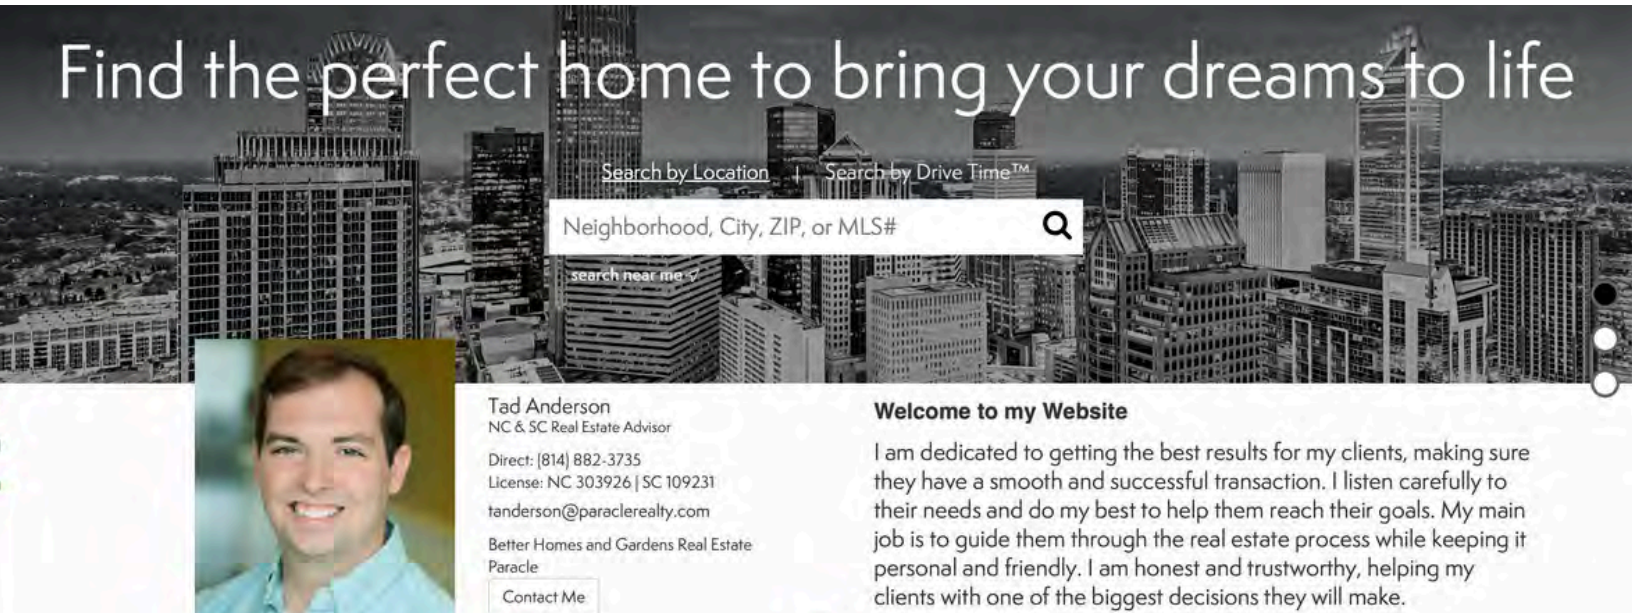 Find the perfect home to bring your dreams to life
Search by Location | Search by Drive Time™
Neighborhood, City, ZIP, or MLS#
search near me
Tad Anderson
NC & SC Real Estate Advisor
Direct: (814) 882-3735
License: NC 303926 | SC 109231
tanderson@paraclerealty.com
Better Homes and Gardens Real Estate
Paracle
Contact Me
Welcome to my Website
I am dedicated to getting the best results for my clients, making sure
they have a smooth and successful transaction. I listen carefully to
their needs and do my best to help them reach their goals. My main
job is to guide them through the real estate process while keeping it
personal and friendly. I am honest and trustworthy, helping my
clients with one of the biggest decisions they will make.